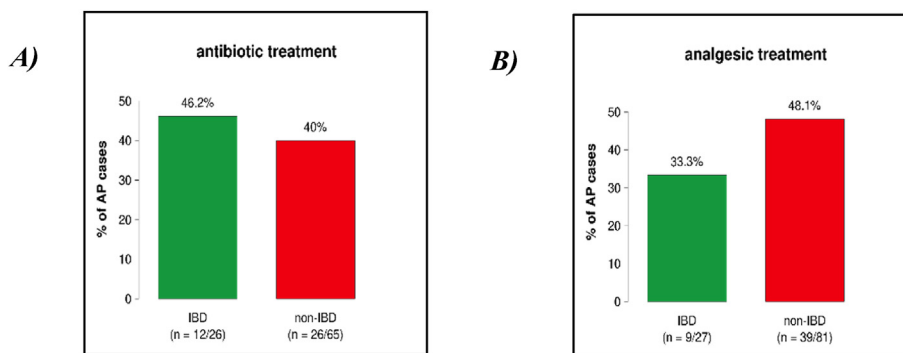 A)
antibiotic treatment
% of AP cases
50
40
30
20
10
0
46.2%
40%
IBD
(n = 12/26)
non-IBD
(n = 26/65)
B)
analgesic treatment
% of AP cases
50
40
30
20
10
0
33.3%
48.1%
IBD
(n = 9/27)
non-IBD
(n = 39/81)